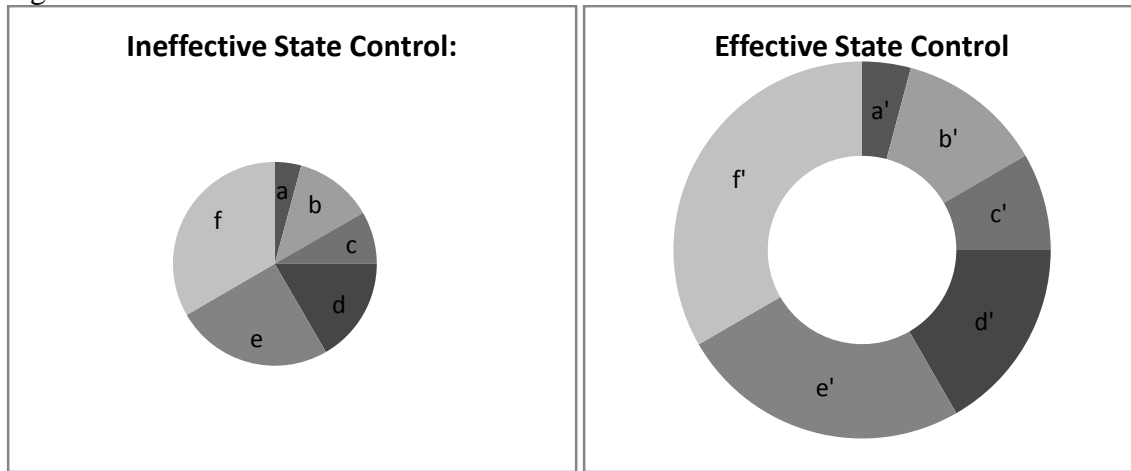 Ineffective State Control:
a
b
c
d
e
f
Effective State Control
a'
b'
c'
d'
e'
f'